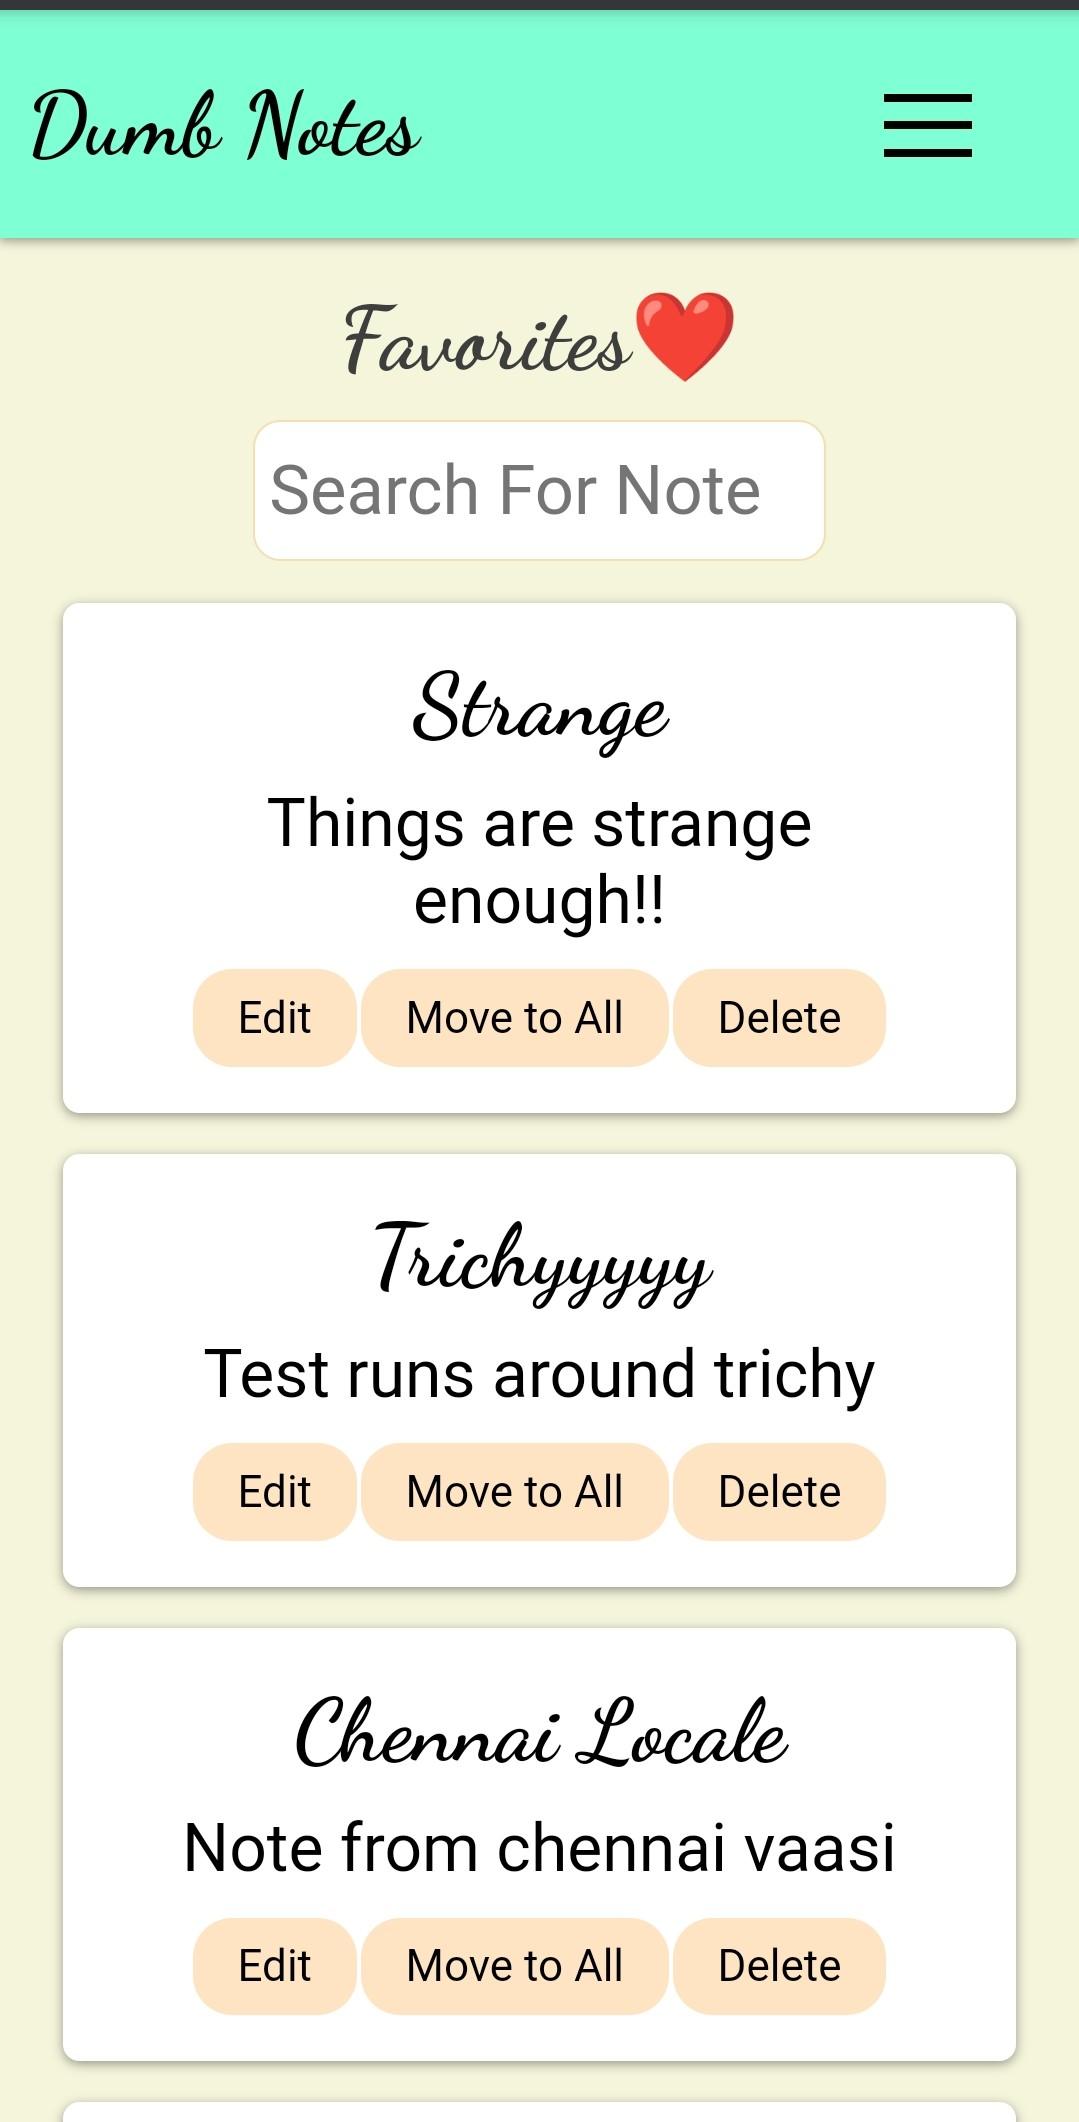 Dumb Notes
Favorites❤️
Search For Note
Strange
Things are strange
enough!!
Edit Move to All Delete
Trichyyyyy
Test runs around trichy
Edit Move to All Delete
Chennai Locale
Note from chennai vaasi
Edit Move to All Delete